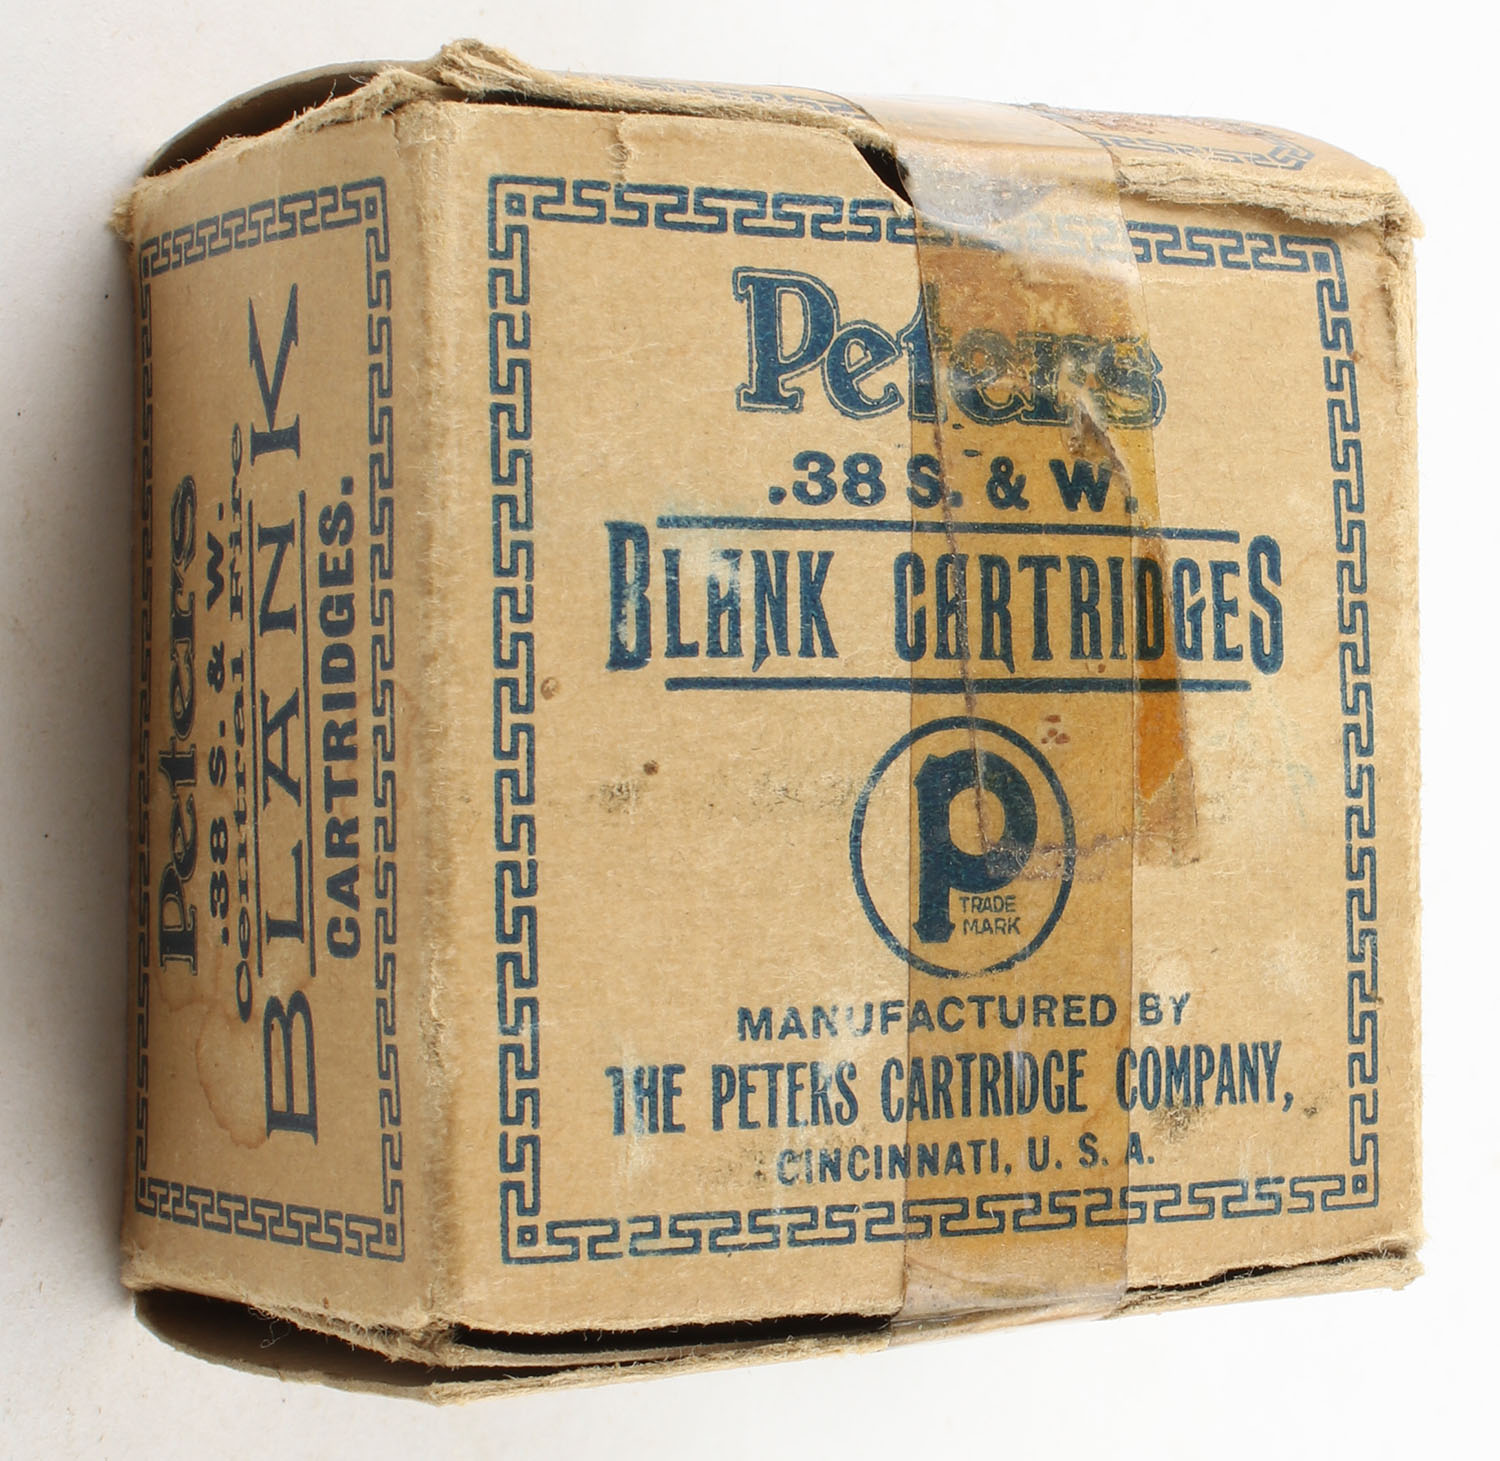 Peters
.38 S. & W.
BLANK CARTRIDGES
P
TRADE
MARK
MANUFACTURED BY
THE PETERS CARTRIDGE COMPANY,
CINCINNATI, U. S. A.
Peters
.38 S. & W.
Central Fire
BLANK
CARTRIDGES.